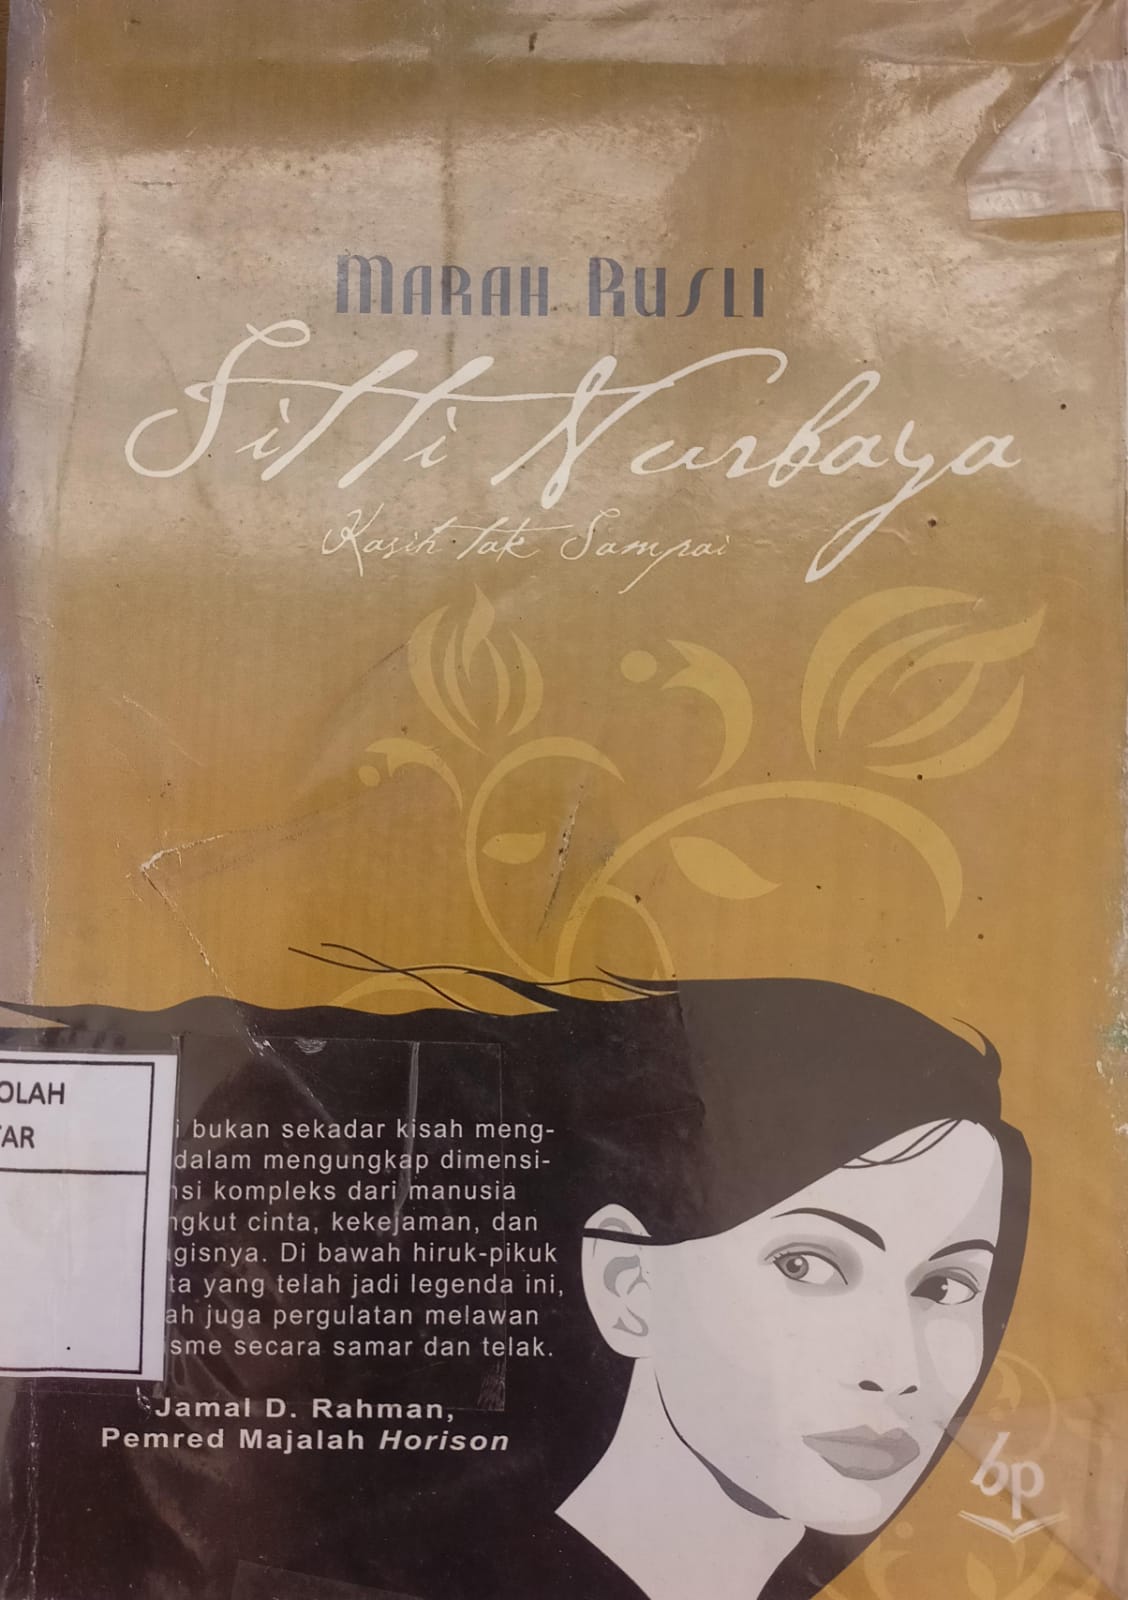 MARAH RUSLI
Sitti Nurbaya
Kasih tak Sampai
OLAH
TAR
bukan sekadar kisah meng-
dalam mengungkap dimensi-
nsi kompleks dari manusia
ngkut cinta, kekejaman, dan
gisnya. Di bawah hiruk-pikuk
ta yang telah jadi legenda ini,
ah juga pergulatan melawan
sme secara samar dan telak.
Jamal D. Rahman,
Pemred Majalah Horison
bp